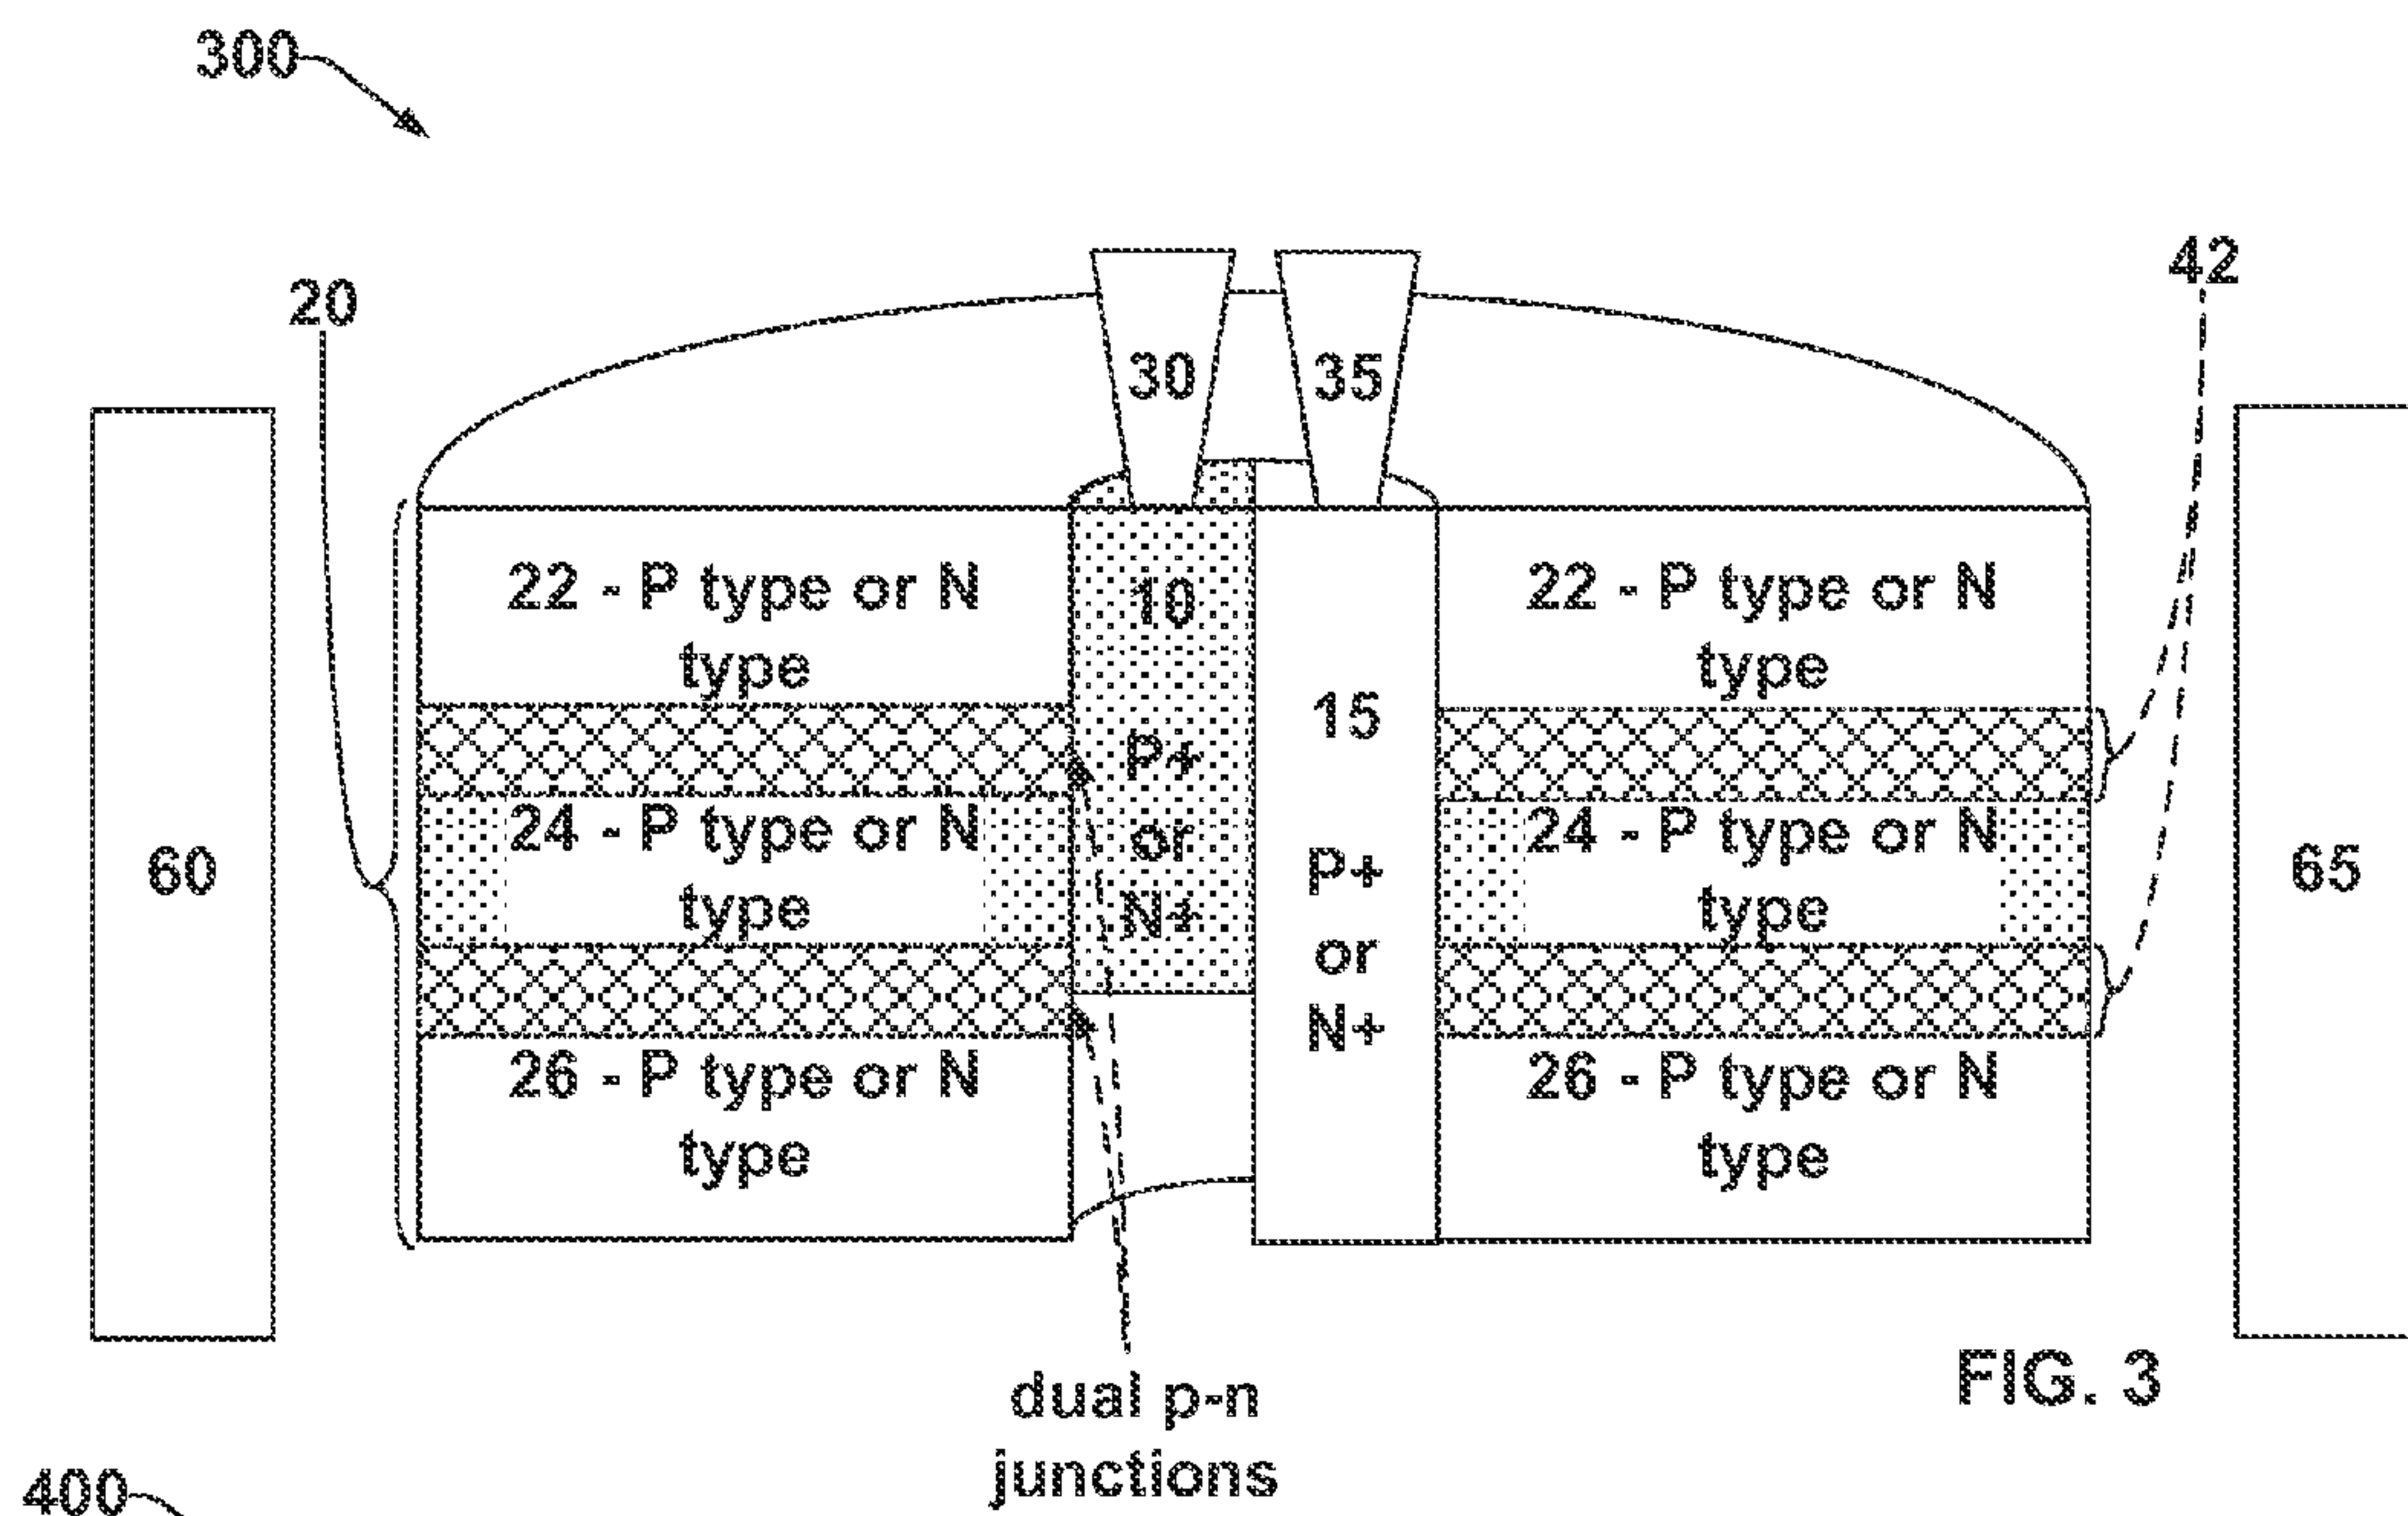 300
20
42
30
35
22 - P type or N
type
10
22 - P type or N
type
15
P+
or
N+
24 - P type or N
type
P+
or
N+
24 - P type or N
type
60
65
26 - P type or N
type
26 - P type or N
type
FIG. 3
dual p-n
junctions
400